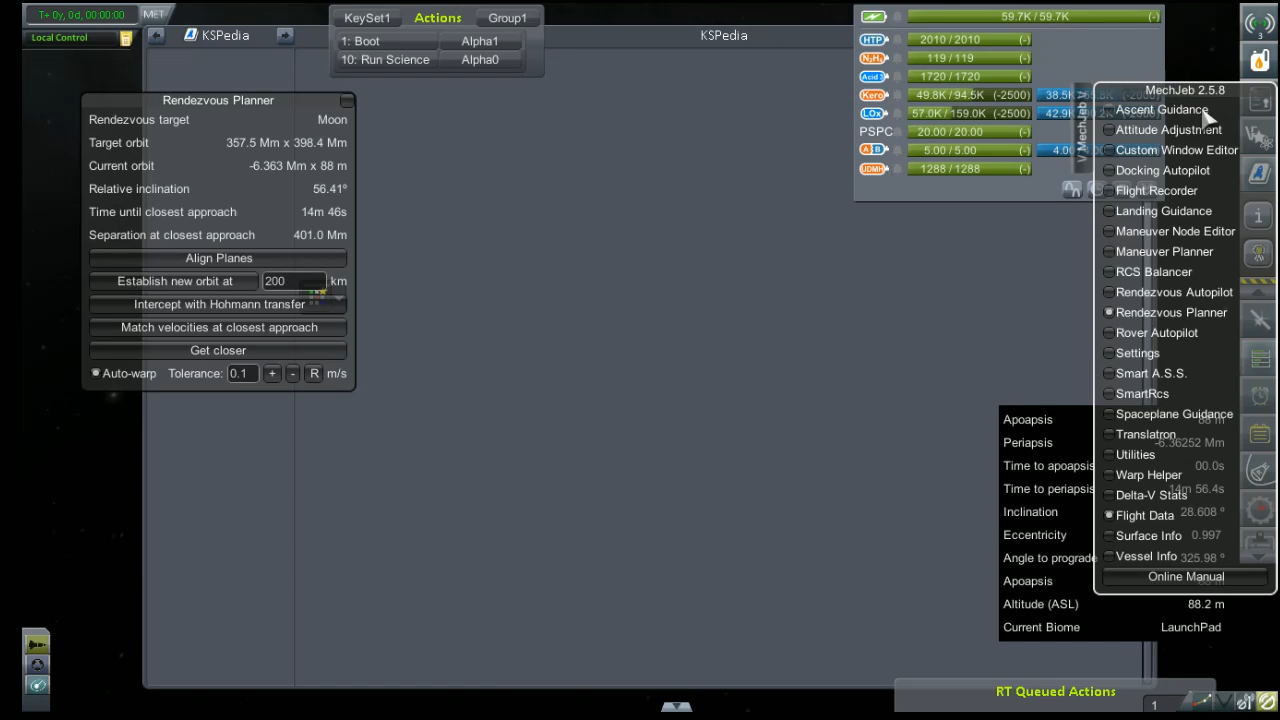 T+ 0y, 0d, 00:00:00 MET
Local Control
KSPedia
KeySet1 Actions Group1
1: Boot Alpha1
10: Run Science Alpha0
KSPedia
59.7K / 59.7K (-)
HTP 2010 / 2010 (-)
N₂H₄ 119 / 119 (-)
Acid 1720 / 1720 (-)
Kero 49.8K / 94.5K (-2500)
LOx 57.0K / 159.0K (-2500)
PSPC 20.00 / 20.00 (-)
A B 5.00 / 5.00 (-)
UDMH 1288 / 1288 (-)
3
Rendezvous Planner
Rendezvous target Moon
Target orbit 357.5 Mm x 398.4 Mm
Current orbit -6.363 Mm x 88 m
Relative inclination 56.41º
Time until closest approach 14m 46s
Separation at closest approach 401.0 Mm
Align Planes
Establish new orbit at 200 km
Intercept with Hohmann transfer
Match velocities at closest approach
Get closer
Auto-warp Tolerance: 0.1 + - R m/s
V MechJeb V
MechJeb 2.5.8
Ascent Guidance
Attitude Adjustment
Custom Window Editor
Docking Autopilot
Flight Recorder
Landing Guidance
Maneuver Node Editor
Maneuver Planner
RCS Balancer
Rendezvous Autopilot
Rendezvous Planner
Rover Autopilot
Settings
Smart A.S.S.
SmartRcs
Spaceplane Guidance
Translatron
Utilities
Warp Helper
Delta-V Stats
Flight Data
Surface Info
Vessel Info
Online Manual
Apoapsis 88 m
Periapsis -6.36252 Mm
Time to apoapsis 00.0s
Time to periapsis 14m 56.4s
Inclination 28.608 º
Eccentricity 0.997
Angle to prograde 325.98 º
Apoapsis
Altitude (ASL) 88.2 m
Current Biome LaunchPad
RT Queued Actions
1